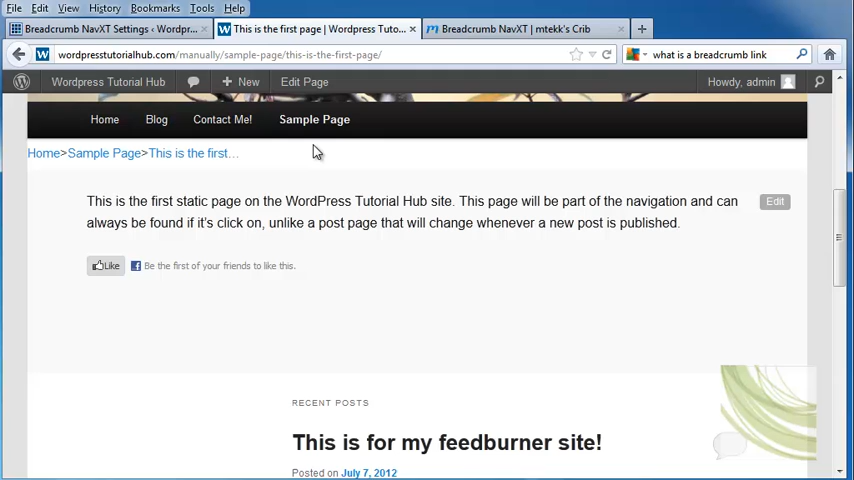 File Edit View History Bookmarks Tools Help
Breadcrumb NavXT Settings ‹ Wordpr... This is the first page | Wordpress Tuto... Breadcrumb NavXT | mtekk's Crib
wordpresstutorialhub.com/manually/sample-page/this-is-the-first-page/ what is a breadcrumb link
Wordpress Tutorial Hub + New Edit Page Howdy, admin
Home Blog Contact Me! Sample Page
Home>Sample Page>This is the first...
This is the first static page on the WordPress Tutorial Hub site. This page will be part of the navigation and can Edit
always be found if it's click on, unlike a post page that will change whenever a new post is published.
Like Be the first of your friends to like this.
RECENT POSTS
This is for my feedburner site!
Posted on July 7, 2012